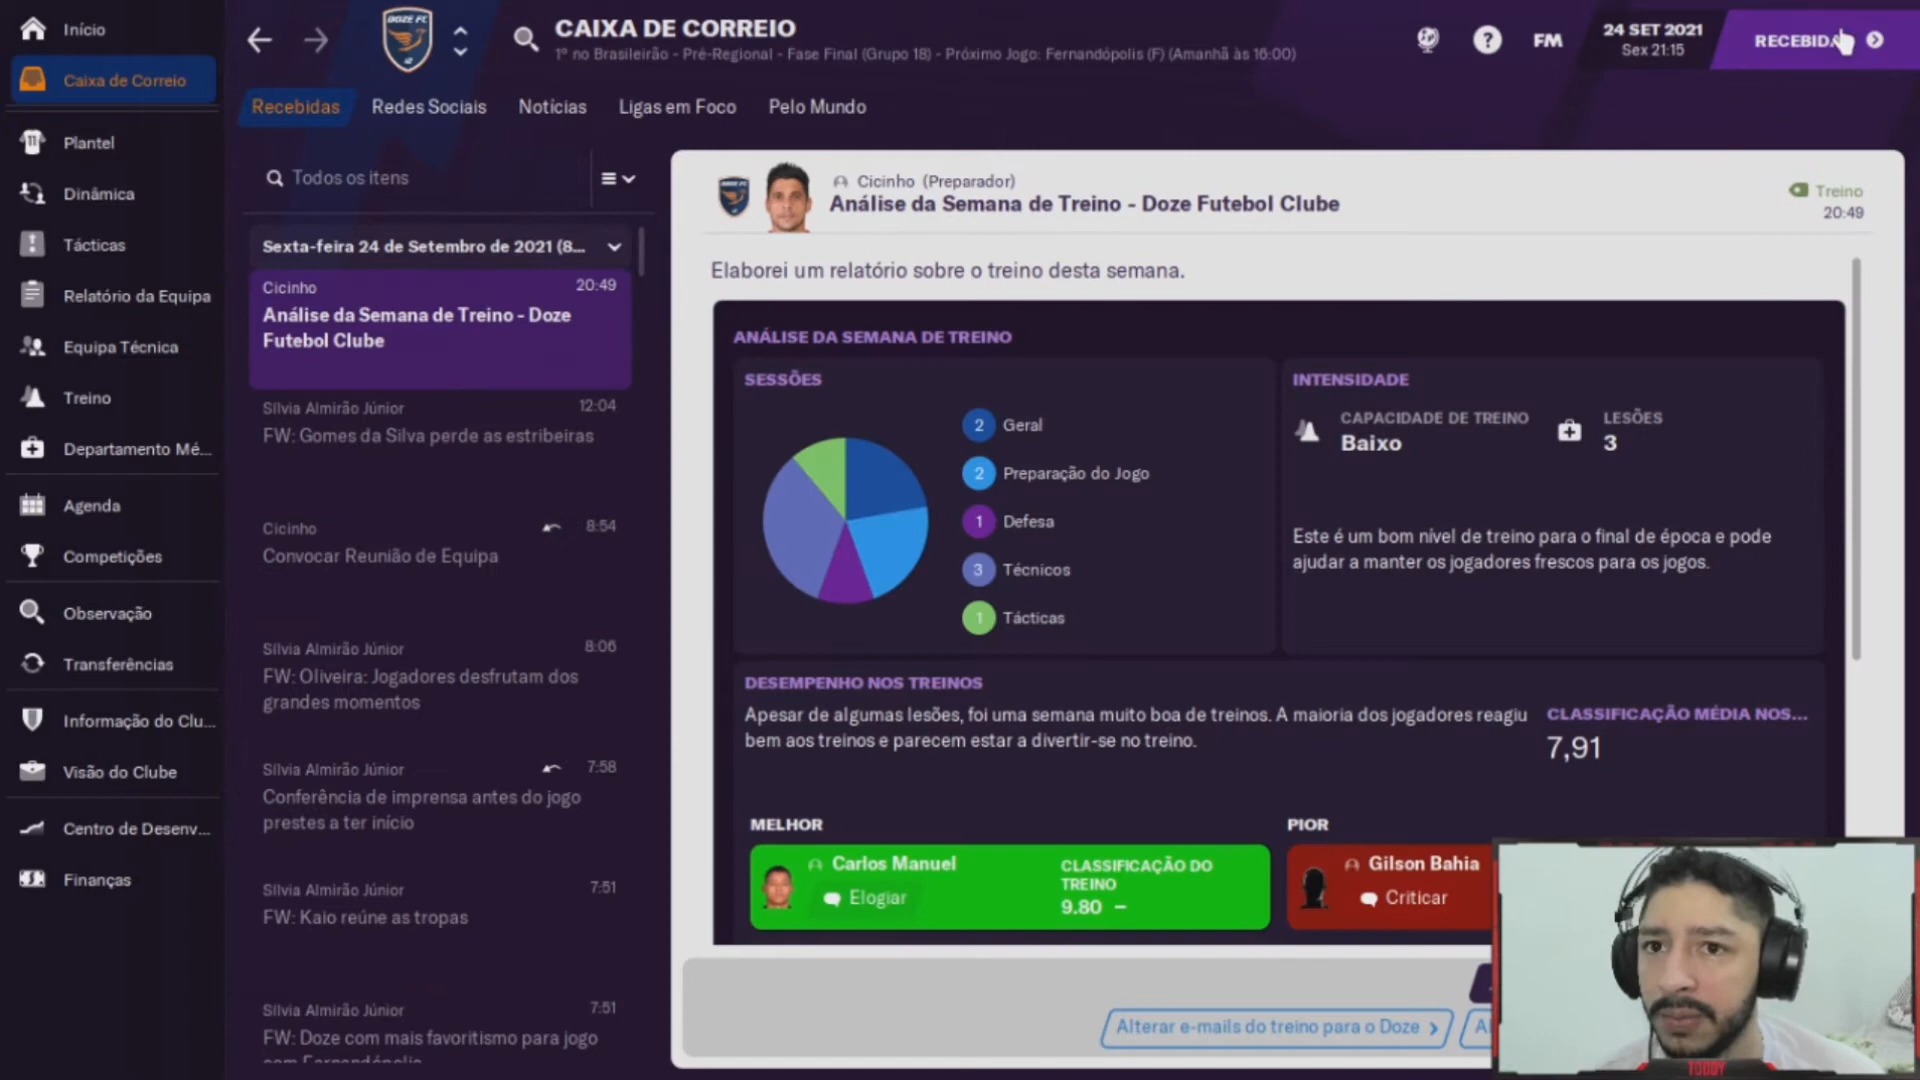 Início
Caixa de Correio
Plantel
Dinâmica
Tácticas
Relatório da Equipa
Equipa Técnica
Treino
Departamento Mé...
Agenda
Competições
Observação
Transferências
Informação do Clu...
Visão do Clube
Centro de Desenv...
Finanças
DOZE FC
CAIXA DE CORREIO
1º no Brasileirão - Pré-Regional - Fase Final (Grupo 18) - Próximo Jogo: Fernandópolis (F) (Amanhã às 16:00)
FM
24 SET 2021
Sex 21:15
Recebidas
Redes Sociais
Notícias
Ligas em Foco
Pelo Mundo
Todos os itens
Sexta-feira 24 de Setembro de 2021 (8...
Cicinho
20:49
Análise da Semana de Treino - Doze
Futebol Clube
Sílvia Almirão Júnior
12:04
FW: Gomes da Silva perde as estribeiras
Cicinho
8:54
Convocar Reunião de Equipa
Sílvia Almirão Júnior
8:06
FW: Oliveira: Jogadores desfrutam dos
grandes momentos
Sílvia Almirão Júnior
7:58
Conferência de imprensa antes do jogo
prestes a ter início
Sílvia Almirão Júnior
7:51
FW: Kaio reúne as tropas
Sílvia Almirão Júnior
7:51
FW: Doze com mais favoritismo para jogo
com Fernandópolis
Cicinho (Preparador)
Análise da Semana de Treino - Doze Futebol Clube
Treino
20:49
Elaborei um relatório sobre o treino desta semana.
ANÁLISE DA SEMANA DE TREINO
SESSÕES
2 Geral
2 Preparação do Jogo
1 Defesa
3 Técnicos
1 Tácticas
INTENSIDADE
CAPACIDADE DE TREINO
Baixo
LESÕES
3
Este é um bom nível de treino para o final de época e pode
ajudar a manter os jogadores frescos para os jogos.
DESEMPENHO NOS TREINOS
Apesar de algumas lesões, foi uma semana muito boa de treinos. A maioria dos jogadores reagiu
bem aos treinos e parecem estar a divertir-se no treino.
CLASSIFICAÇÃO MÉDIA NOS...
7,91
MELHOR
Carlos Manuel
Elogiar
CLASSIFICAÇÃO DO
TREINO
9.80 –
PIOR
Gilson Bahia
Criticar
Alterar e-mails do treino para o Doze
TODDY